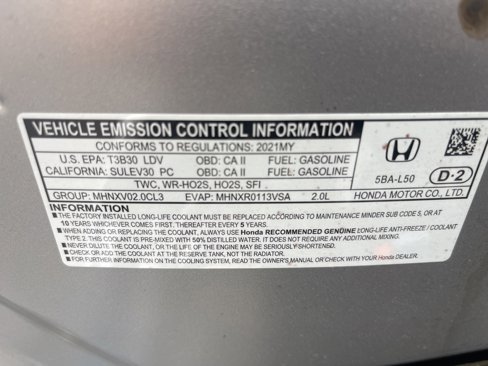 VEHICLE EMISSION CONTROL INFORMATION
CONFORMS TO REGULATIONS: 2021MY
U.S. EPA: T3B30 LDV OBD: CA II FUEL: GASOLINE
CALIFORNIA: SULEV30 PC OBD: CA II FUEL: GASOLINE
TWC, WR-HO2S, HO2S, SFI
GROUP: MHNXV02.0CL3 EVAP: MHNXR0113VSA 2.0L
5BA-L50 D-2
HONDA MOTOR CO., LTD.
INFORMATION
■ FACTORY-INSTALLED LONG-LIFE COOLANT MUST BE REPLACED ACCORDING TO MAINTENANCE MINDER SUB CODE 5, OR AT
10 YEARS WHICHEVER COMES FIRST, THEREAFTER EVERY 5 YEARS.
■ WHEN ADDING OR REPLACING THE COOLANT, ALWAYS USE Honda RECOMMENDED GENUINE LONG-LIFE ANTI-FREEZE / COOLANT
TYPE 2. THIS COOLANT IS PRE-MIXED WITH 50% DISTILLED WATER. IT DOES NOT REQUIRE ANY ADDITIONAL MIXING.
OTHERWISE, THE COOLANT LIFE OR THE LIFE OF THE ENGINE MAY BE SERIOUSLY SHORTENED.
■ CHECK OR ADD COOLANT AT THE RESERVE TANK, NOT THE RADIATOR.
■ FOR FURTHER INFORMATION ON THE COOLING SYSTEM, PLEASE READ THE OWNER'S MANUAL OR CHECK WITH YOUR Honda DEALER.